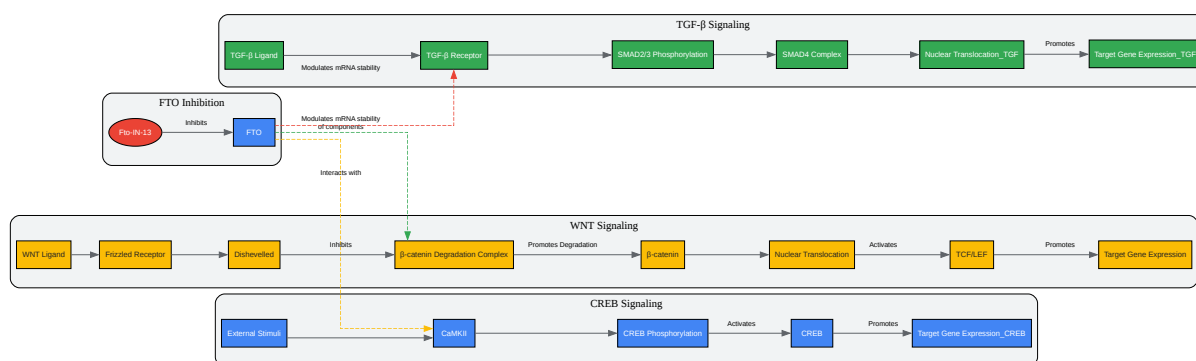 TGF-β Signaling
TGF-β Ligand
Modulates mRNA stability
TGF-β Receptor
SMAD2/3 Phosphorylation
SMAD4 Complex
Nuclear Translocation_TGF
Promotes
Target Gene Expression_TGF
FTO Inhibition
Fto-IN-13
Inhibits
FTO
Modulates mRNA stability
of components
Interacts with
WNT Signaling
WNT Ligand
Frizzled Receptor
Dishevelled
Inhibits
β-catenin Degradation Complex
Promotes Degradation
β-catenin
Nuclear Translocation
Activates
TCF/LEF
Promotes
Target Gene Expression
CREB Signaling
External Stimuli
CaMKII
CREB Phosphorylation
Activates
CREB
Promotes
Target Gene Expression_CREB